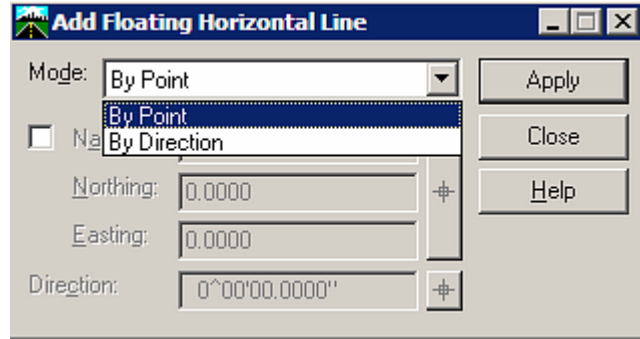 Add Floating Horizontal Line
Mode: By Point
Apply
By Point
By Direction
Na
Close
Northing: 0.0000
Help
Easting: 0.0000
Direction: 0^00'00.0000"